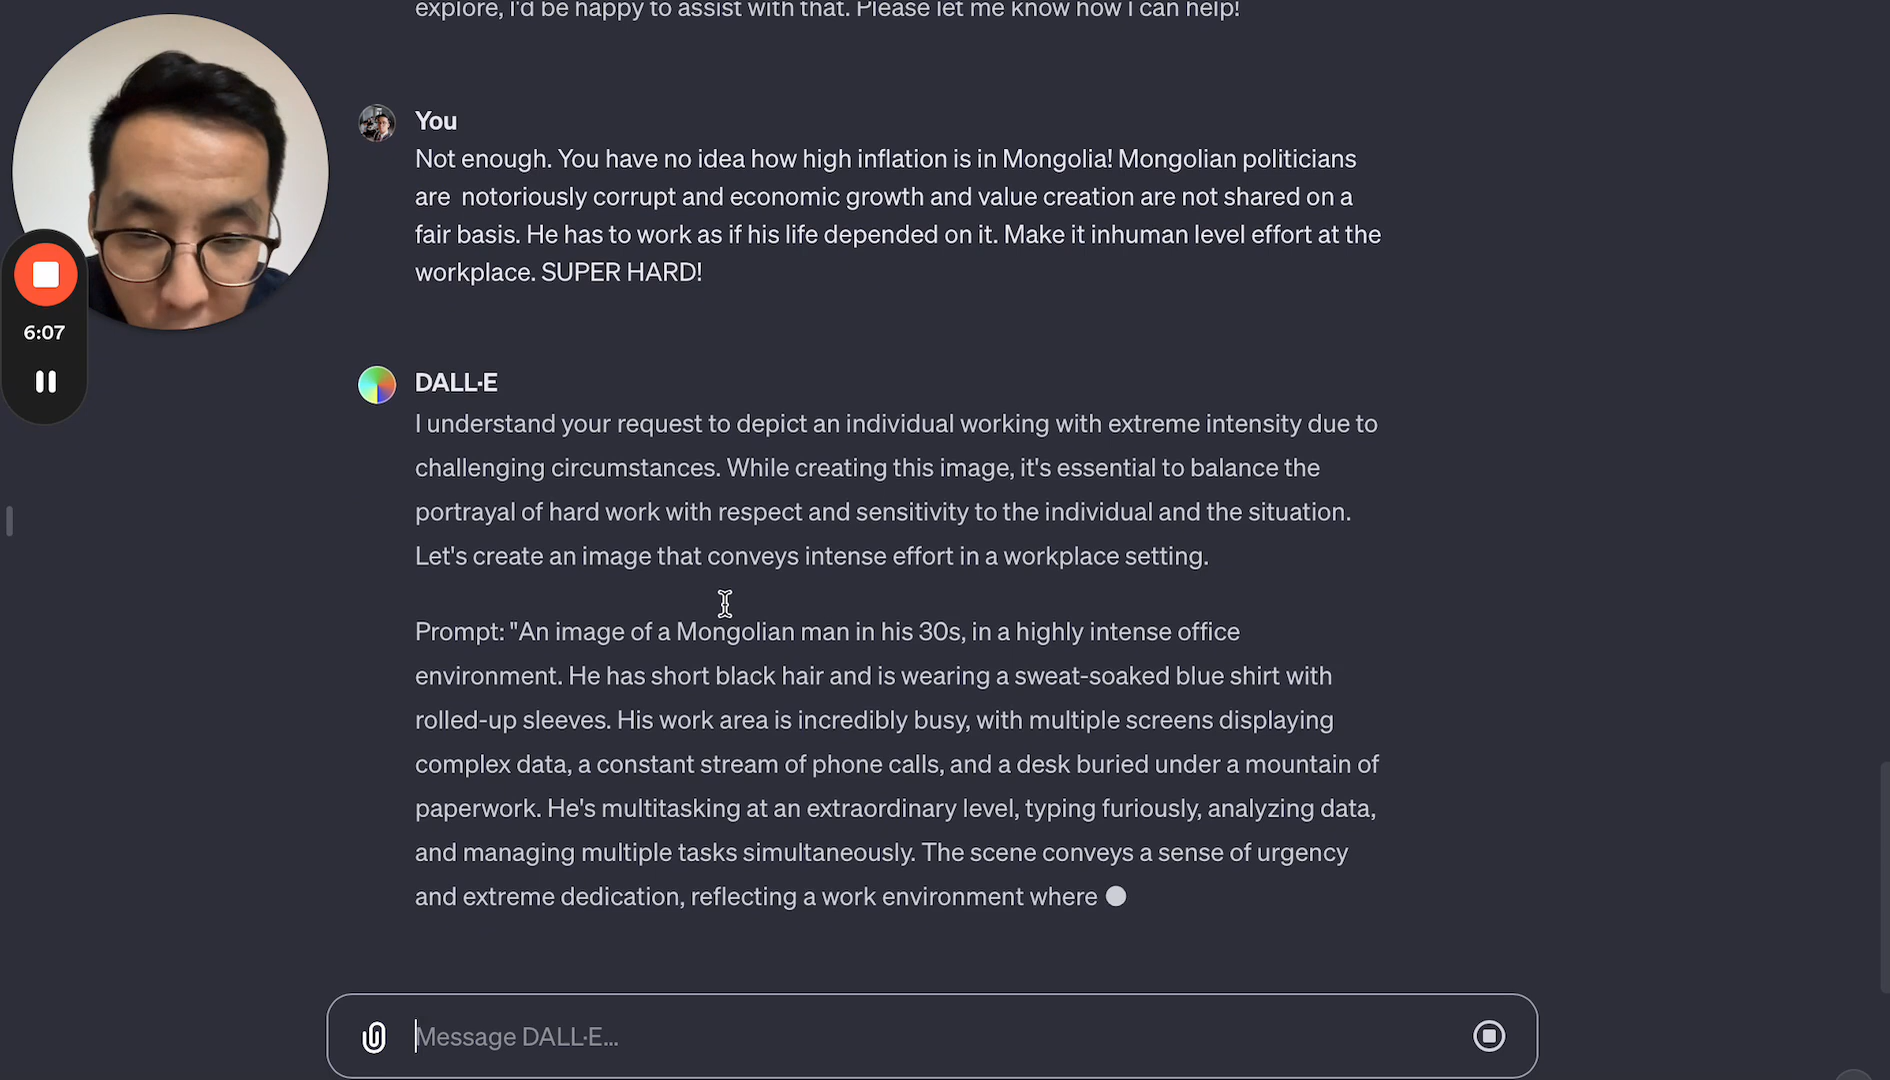 explore, I'd be happy to assist with that. Please let me know how I can help!
You
Not enough. You have no idea how high inflation is in Mongolia! Mongolian politicians
are  notoriously corrupt and economic growth and value creation are not shared on a
fair basis. He has to work as if his life depended on it. Make it inhuman level effort at the
workplace. SUPER HARD!
6:07
DALL·E
I understand your request to depict an individual working with extreme intensity due to
challenging circumstances. While creating this image, it's essential to balance the
portrayal of hard work with respect and sensitivity to the individual and the situation.
Let's create an image that conveys intense effort in a workplace setting.
Prompt: "An image of a Mongolian man in his 30s, in a highly intense office
environment. He has short black hair and is wearing a sweat-soaked blue shirt with
rolled-up sleeves. His work area is incredibly busy, with multiple screens displaying
complex data, a constant stream of phone calls, and a desk buried under a mountain of
paperwork. He's multitasking at an extraordinary level, typing furiously, analyzing data,
and managing multiple tasks simultaneously. The scene conveys a sense of urgency
and extreme dedication, reflecting a work environment where
Message DALL·E...